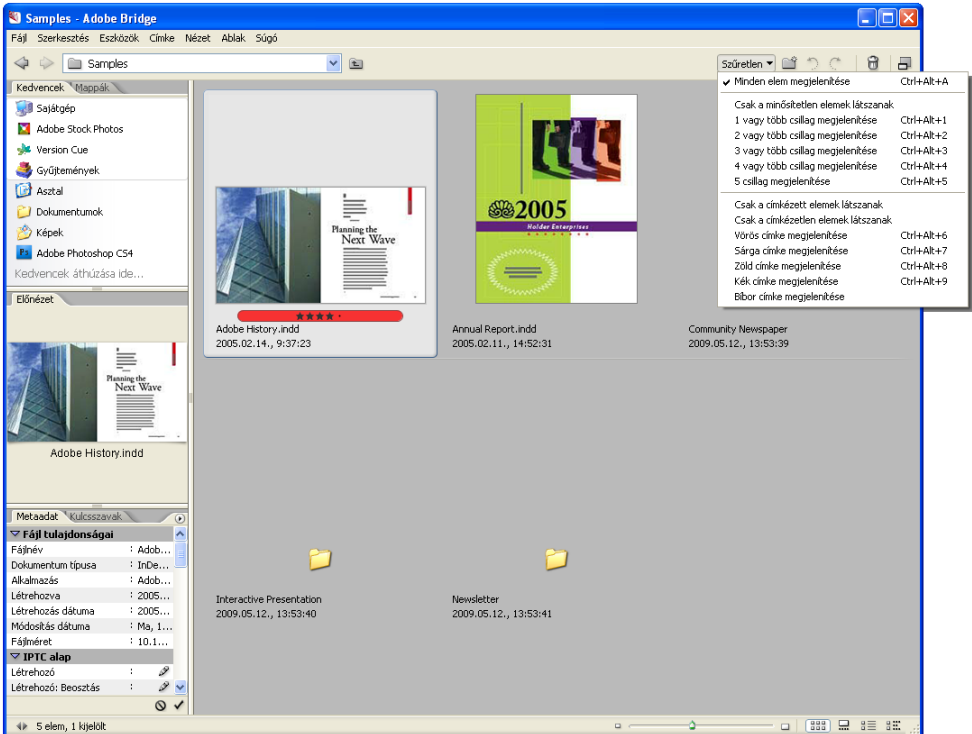 Samples - Adobe Bridge
Fájl Szerkesztés Eszközök Címke Nézet Ablak Súgó
Samples
Szűretlen
Kedvencek Mappák
Sajátgép
Adobe Stock Photos
Version Cue
Gyűjtemények
Asztal
Dokumentumok
Képek
Adobe Photoshop CS4
Kedvencek áthúzása ide...
Előnézet
Planning the
Next Wave
Adobe History.indd
Metaadat Kulcsszavak
Fájl tulajdonságai
Fájlnév : Adob...
Dokumentum típusa : InDe...
Alkalmazás : Adob...
Létrehozva : 2005...
Létrehozás dátuma : 2005...
Módosítás dátuma : Ma, 1...
Fájlméret : 10.1...
IPTC alap
Létrehozó :
Létrehozó: Beosztás :
Planning the
Next Wave
Adobe History.indd
2005.02.14., 9:37:23
2005
Holder Enterprises
Annual Report.indd
2005.02.11., 14:52:31
Community Newspaper
2009.05.12., 13:53:39
Interactive Presentation
2009.05.12., 13:53:40
Newsletter
2009.05.12., 13:53:41
Minden elem megjelenítése Ctrl+Alt+A
Csak a minősítetlen elemek látszanak
1 vagy több csillag megjelenítése Ctrl+Alt+1
2 vagy több csillag megjelenítése Ctrl+Alt+2
3 vagy több csillag megjelenítése Ctrl+Alt+3
4 vagy több csillag megjelenítése Ctrl+Alt+4
5 csillag megjelenítése Ctrl+Alt+5
Csak a címkézett elemek látszanak
Csak a címkézetlen elemek látszanak
Vörös címke megjelenítése Ctrl+Alt+6
Sárga címke megjelenítése Ctrl+Alt+7
Zöld címke megjelenítése Ctrl+Alt+8
Kék címke megjelenítése Ctrl+Alt+9
Bíbor címke megjelenítése
5 elem, 1 kijelölt